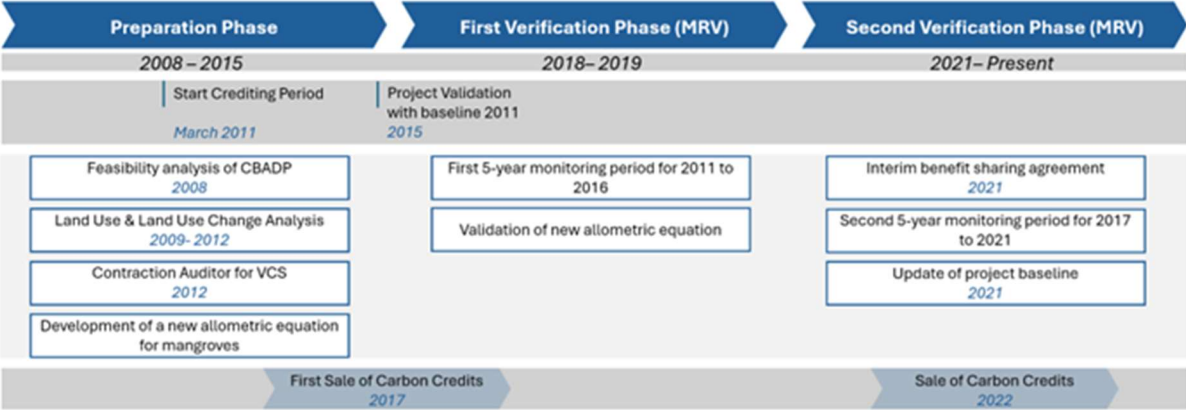 Preparation Phase
First Verification Phase (MRV)
Second Verification Phase (MRV)
2008 – 2015
2018– 2019
2021– Present
Start Crediting Period
March 2011
Project Validation
with baseline 2011
2015
Feasibility analysis of CBADP
2008
Land Use & Land Use Change Analysis
2009- 2012
Contraction Auditor for VCS
2012
Development of a new allometric equation
for mangroves
First 5-year monitoring period for 2011 to
2016
Validation of new allometric equation
Interim benefit sharing agreement
2021
Second 5-year monitoring period for 2017
to 2021
Update of project baseline
2021
First Sale of Carbon Credits
2017
Sale of Carbon Credits
2022